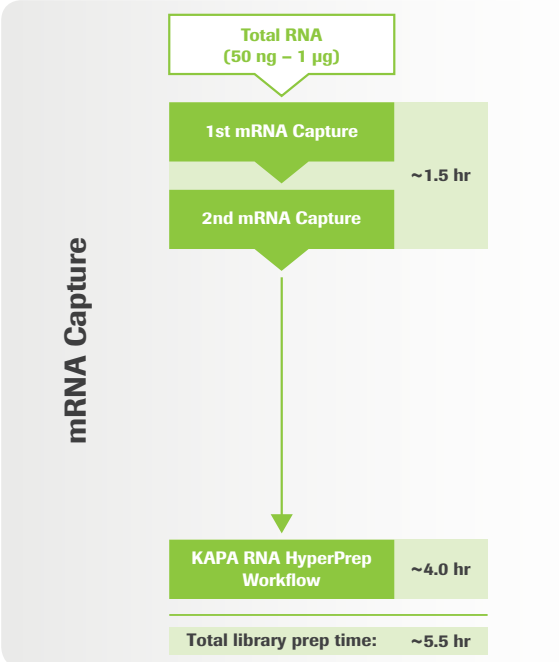 Total RNA
(50 ng – 1 µg)
1st mRNA Capture
~1.5 hr
2nd mRNA Capture
mRNA Capture
KAPA RNA HyperPrep
Workflow
~4.0 hr
Total library prep time: ~5.5 hr